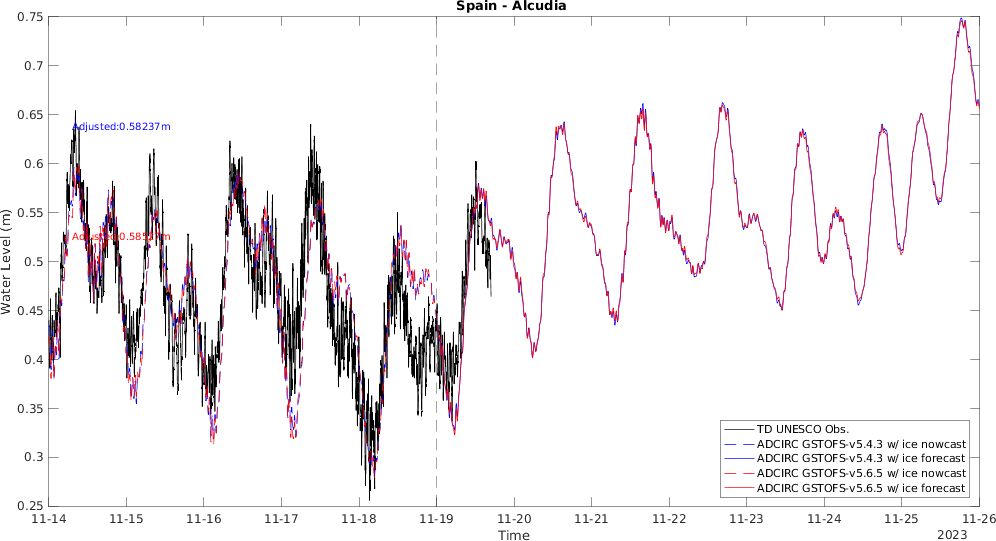 Spain - Alcudia
0.75
0.7
0.65
0.6
0.55
0.5
0.45
0.4
0.35
0.3
0.25
Water Level (m)
Adjusted:0.58237m
TD UNESCO Obs.
ADCIRC GSTOFS-v5.4.3 w/ ice nowcast
ADCIRC GSTOFS-v5.4.3 w/ ice forecast
ADCIRC GSTOFS-v5.6.5 w/ ice nowcast
ADCIRC GSTOFS-v5.6.5 w/ ice forecast
11-14 11-15 11-16 11-17 11-18 11-19 11-20 11-21 11-22 11-23 11-24 11-25 11-26
Time
2023